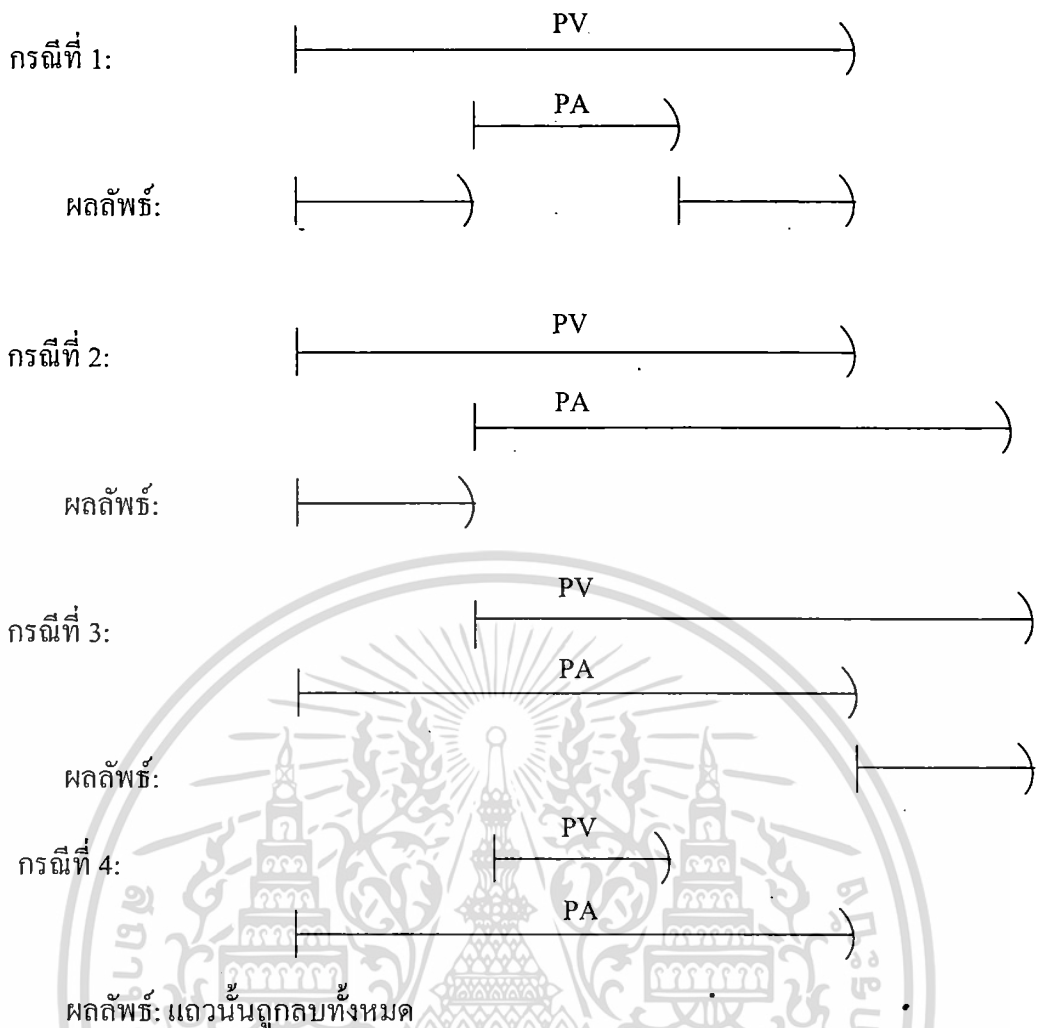 PV
กรณีที่ 1:
PA
ผลลัพธ์:
PV
กรณีที่ 2:
PA
ผลลัพธ์:
PV
กรณีที่ 3:
PA
ผลลัพธ์:
PV
กรณีที่ 4:
PA
ผลลัพธ์: แถวนั้นถูกลบทั้งหมด